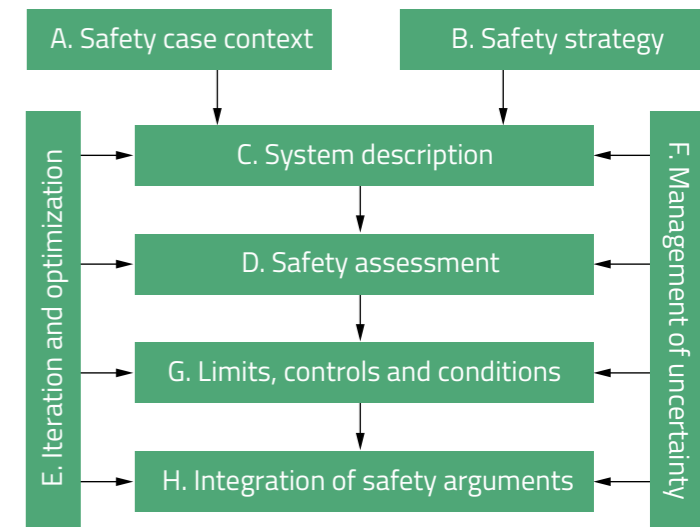 A. Safety case context
B. Safety strategy
C. System description
D. Safety assessment
E. Iteration and optimization
F. Management of uncertainty
G. Limits, controls and conditions
H. Integration of safety arguments